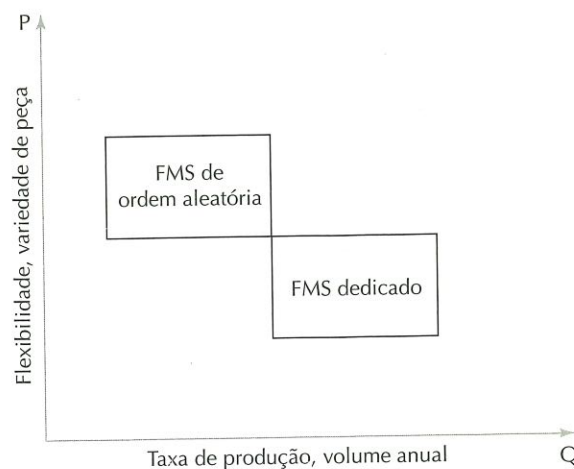 P
Flexibilidade, variedade de peça
FMS de
ordem aleatória
FMS dedicado
Taxa de produção, volume anual
Q